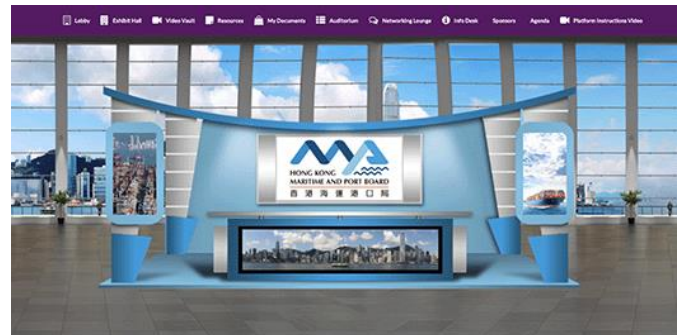 Lobby Exhibit Hall Video Vault Resources My Documents Auditorium Networking Lounge Info Desk Sponsors Agenda Platform Instructions Video
HONG KONG
MARITIME AND PORT BOARD
香港海運港口局